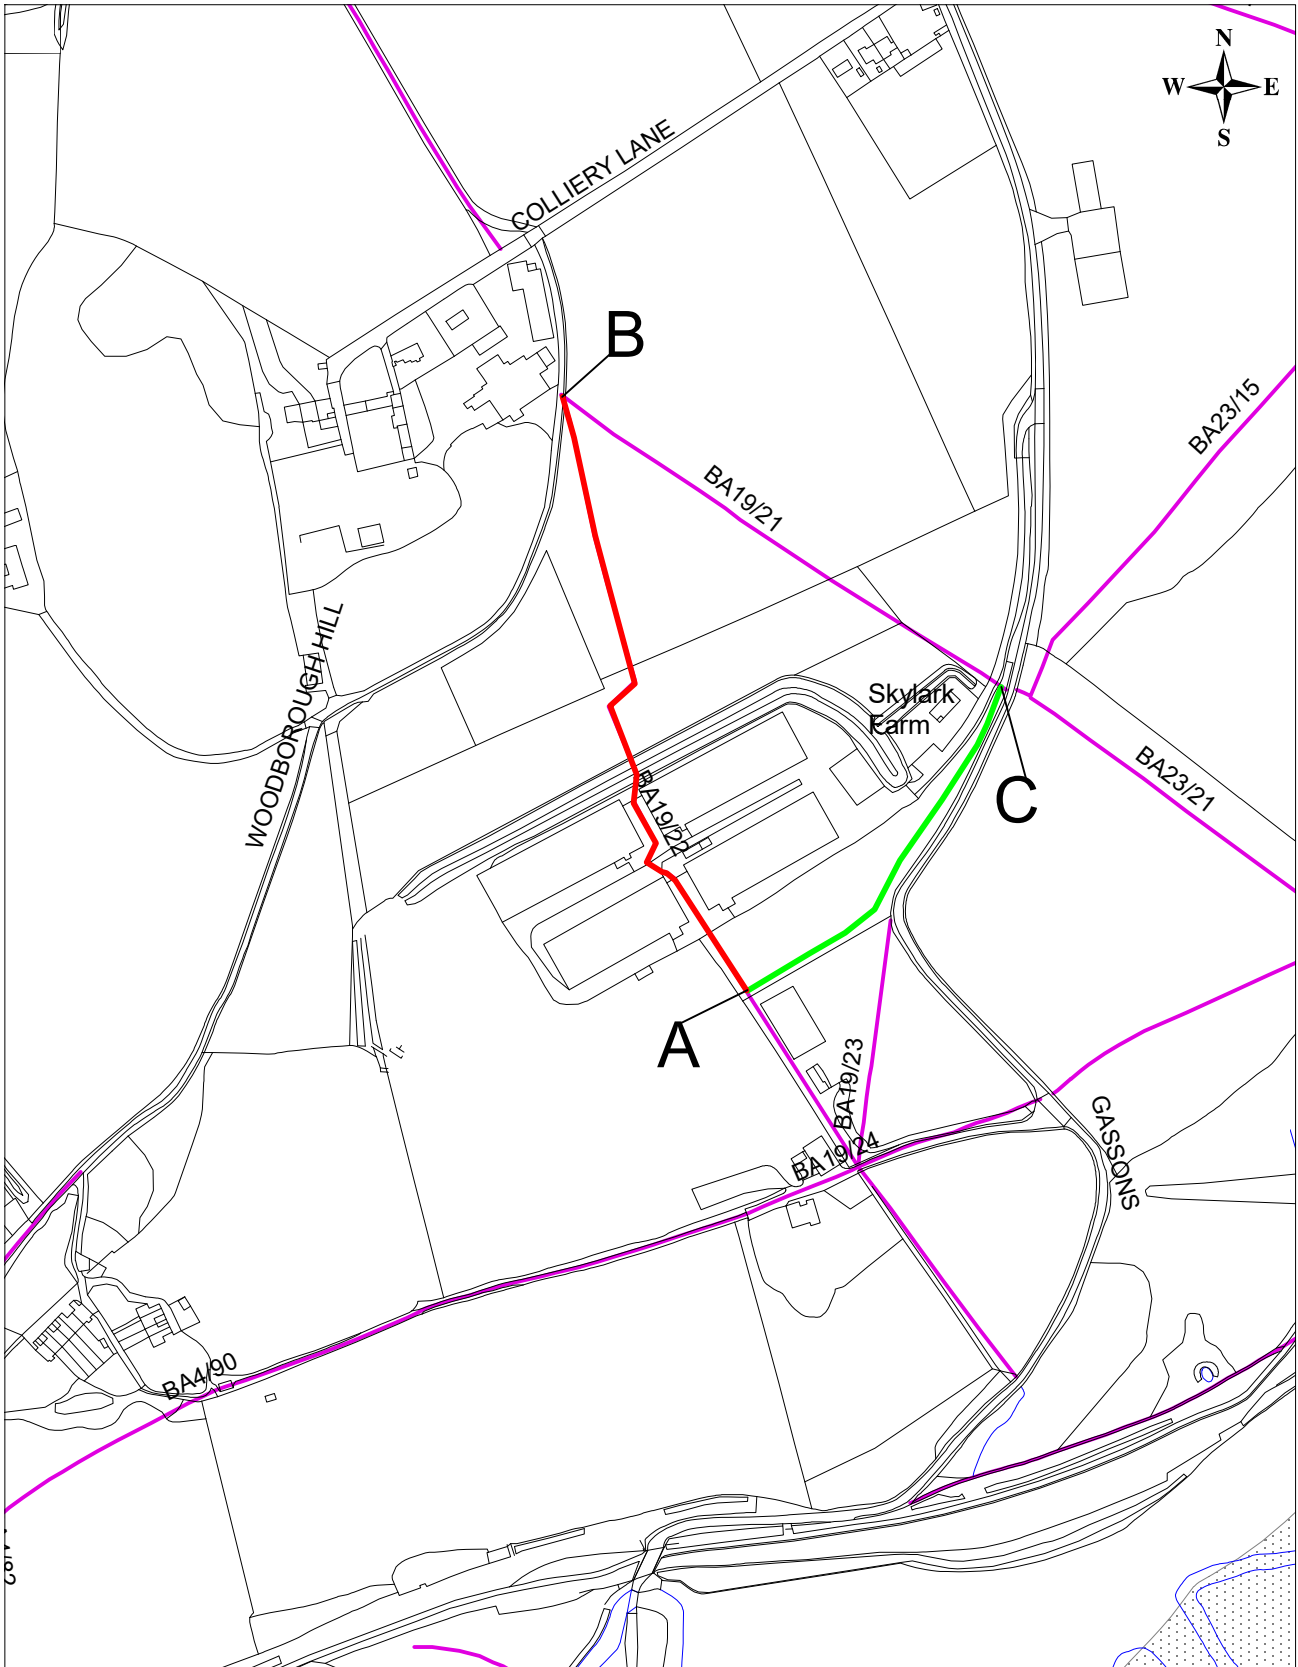 N
W E
S
COLLIERY LANE
B
BA23/15
BA19/21
WOODBOROUGH HILL
Skylark
Farm
BA19/22
BA23/21
C
A
BA19/23
BA19/24
GASSONS
BA4/90